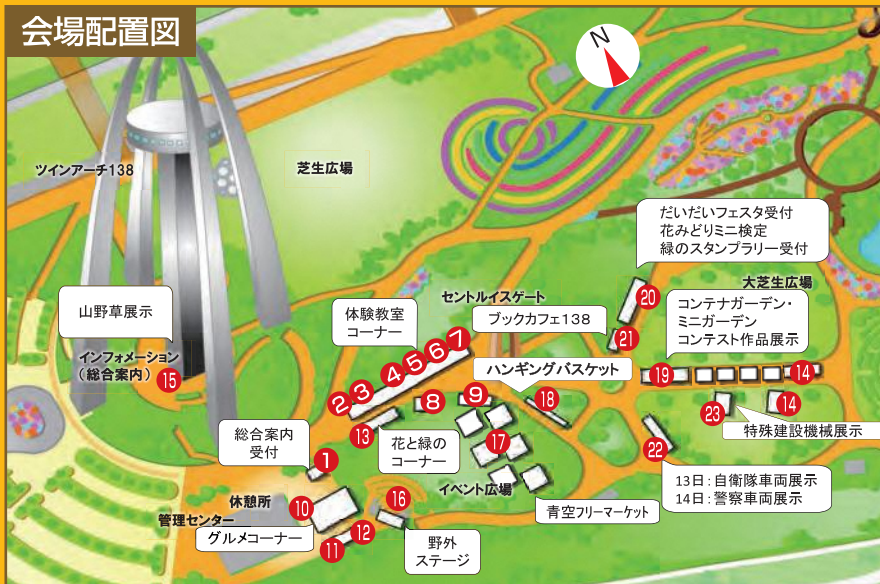 会場配置図
N
ツインアーチ138
芝生広場
だいだいフェスタ受付
花みどりミニ検定
緑のスタンプラリー受付
大芝生広場
セントルイスゲート
ブックカフェ138
20
21
コンテナガーデン・
ミニガーデン
コンテスト作品展示
山野草展示
体験教室
コーナー
インフォメーション
(総合案内)
15
2
3
4
5
6
7
ハンギングバスケット
8
9
18
19
14
14
23
特殊建設機械展示
13
花と緑の
コーナー
17
22
総合案内
受付
1
13日:自衛隊車両展示
14日:警察車両展示
休憩所
10
16
イベント広場
青空フリーマーケット
管理センター
グルメコーナー
11
12
野外
ステージ